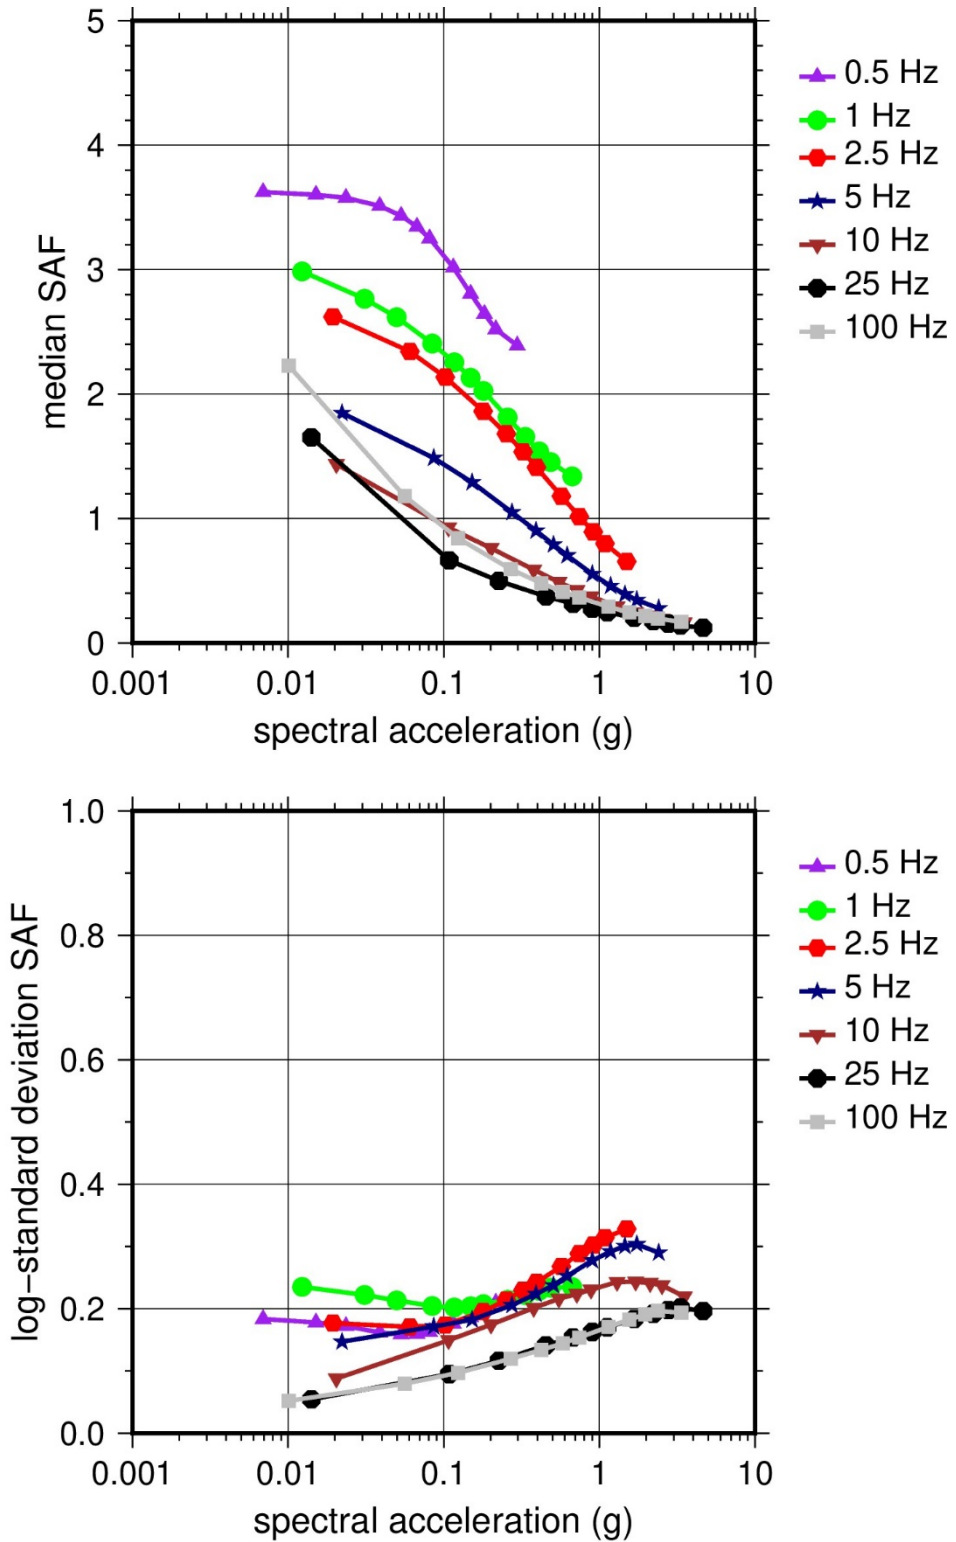 5
4
3
2
1
0
median SAF
0.001 0.01 0.1 1 10
spectral acceleration (g)
0.5 Hz
1 Hz
2.5 Hz
5 Hz
10 Hz
25 Hz
100 Hz
1.0
0.8
0.6
0.4
0.2
0.0
log−standard deviation SAF
0.001 0.01 0.1 1 10
spectral acceleration (g)
0.5 Hz
1 Hz
2.5 Hz
5 Hz
10 Hz
25 Hz
100 Hz